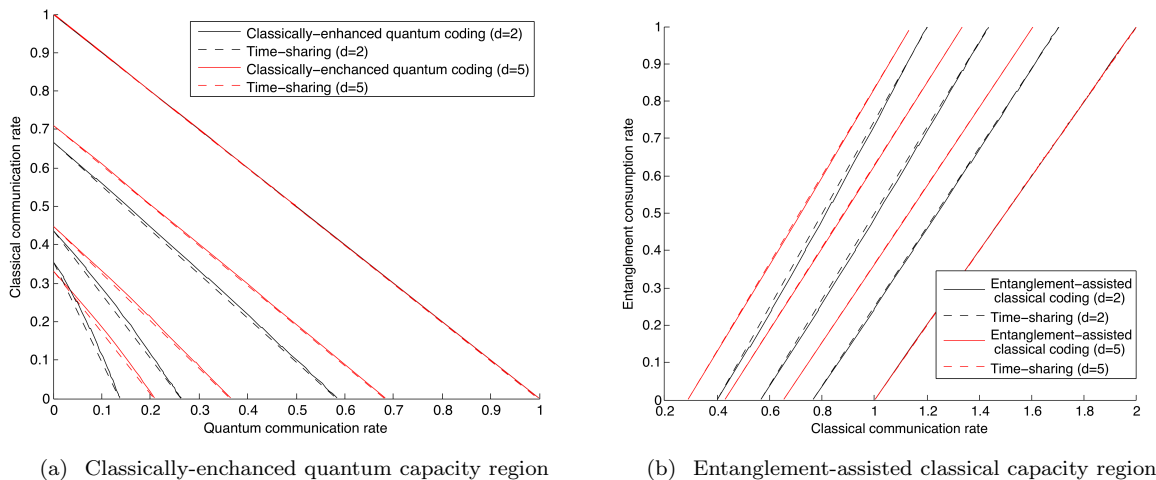 Classical communication rate
1
0.9
0.8
0.7
0.6
0.5
0.4
0.3
0.2
0.1
0
Classically−enhanced quantum coding (d=2)
Time−sharing (d=2)
Classically−enchanced quantum coding (d=5)
Time−sharing (d=5)
0 0.1 0.2 0.3 0.4 0.5 0.6 0.7 0.8 0.9 1
Quantum communication rate
(a) Classically-enchanced quantum capacity region
Entanglement consumption rate
1
0.9
0.8
0.7
0.6
0.5
0.4
0.3
0.2
0.1
0
Entanglement−assisted
classical coding (d=2)
Time−sharing (d=2)
Entanglement−assisted
classical coding (d=5)
Time−sharing (d=5)
0.2 0.4 0.6 0.8 1 1.2 1.4 1.6 1.8 2
Classical communication rate
(b) Entanglement-assisted classical capacity region